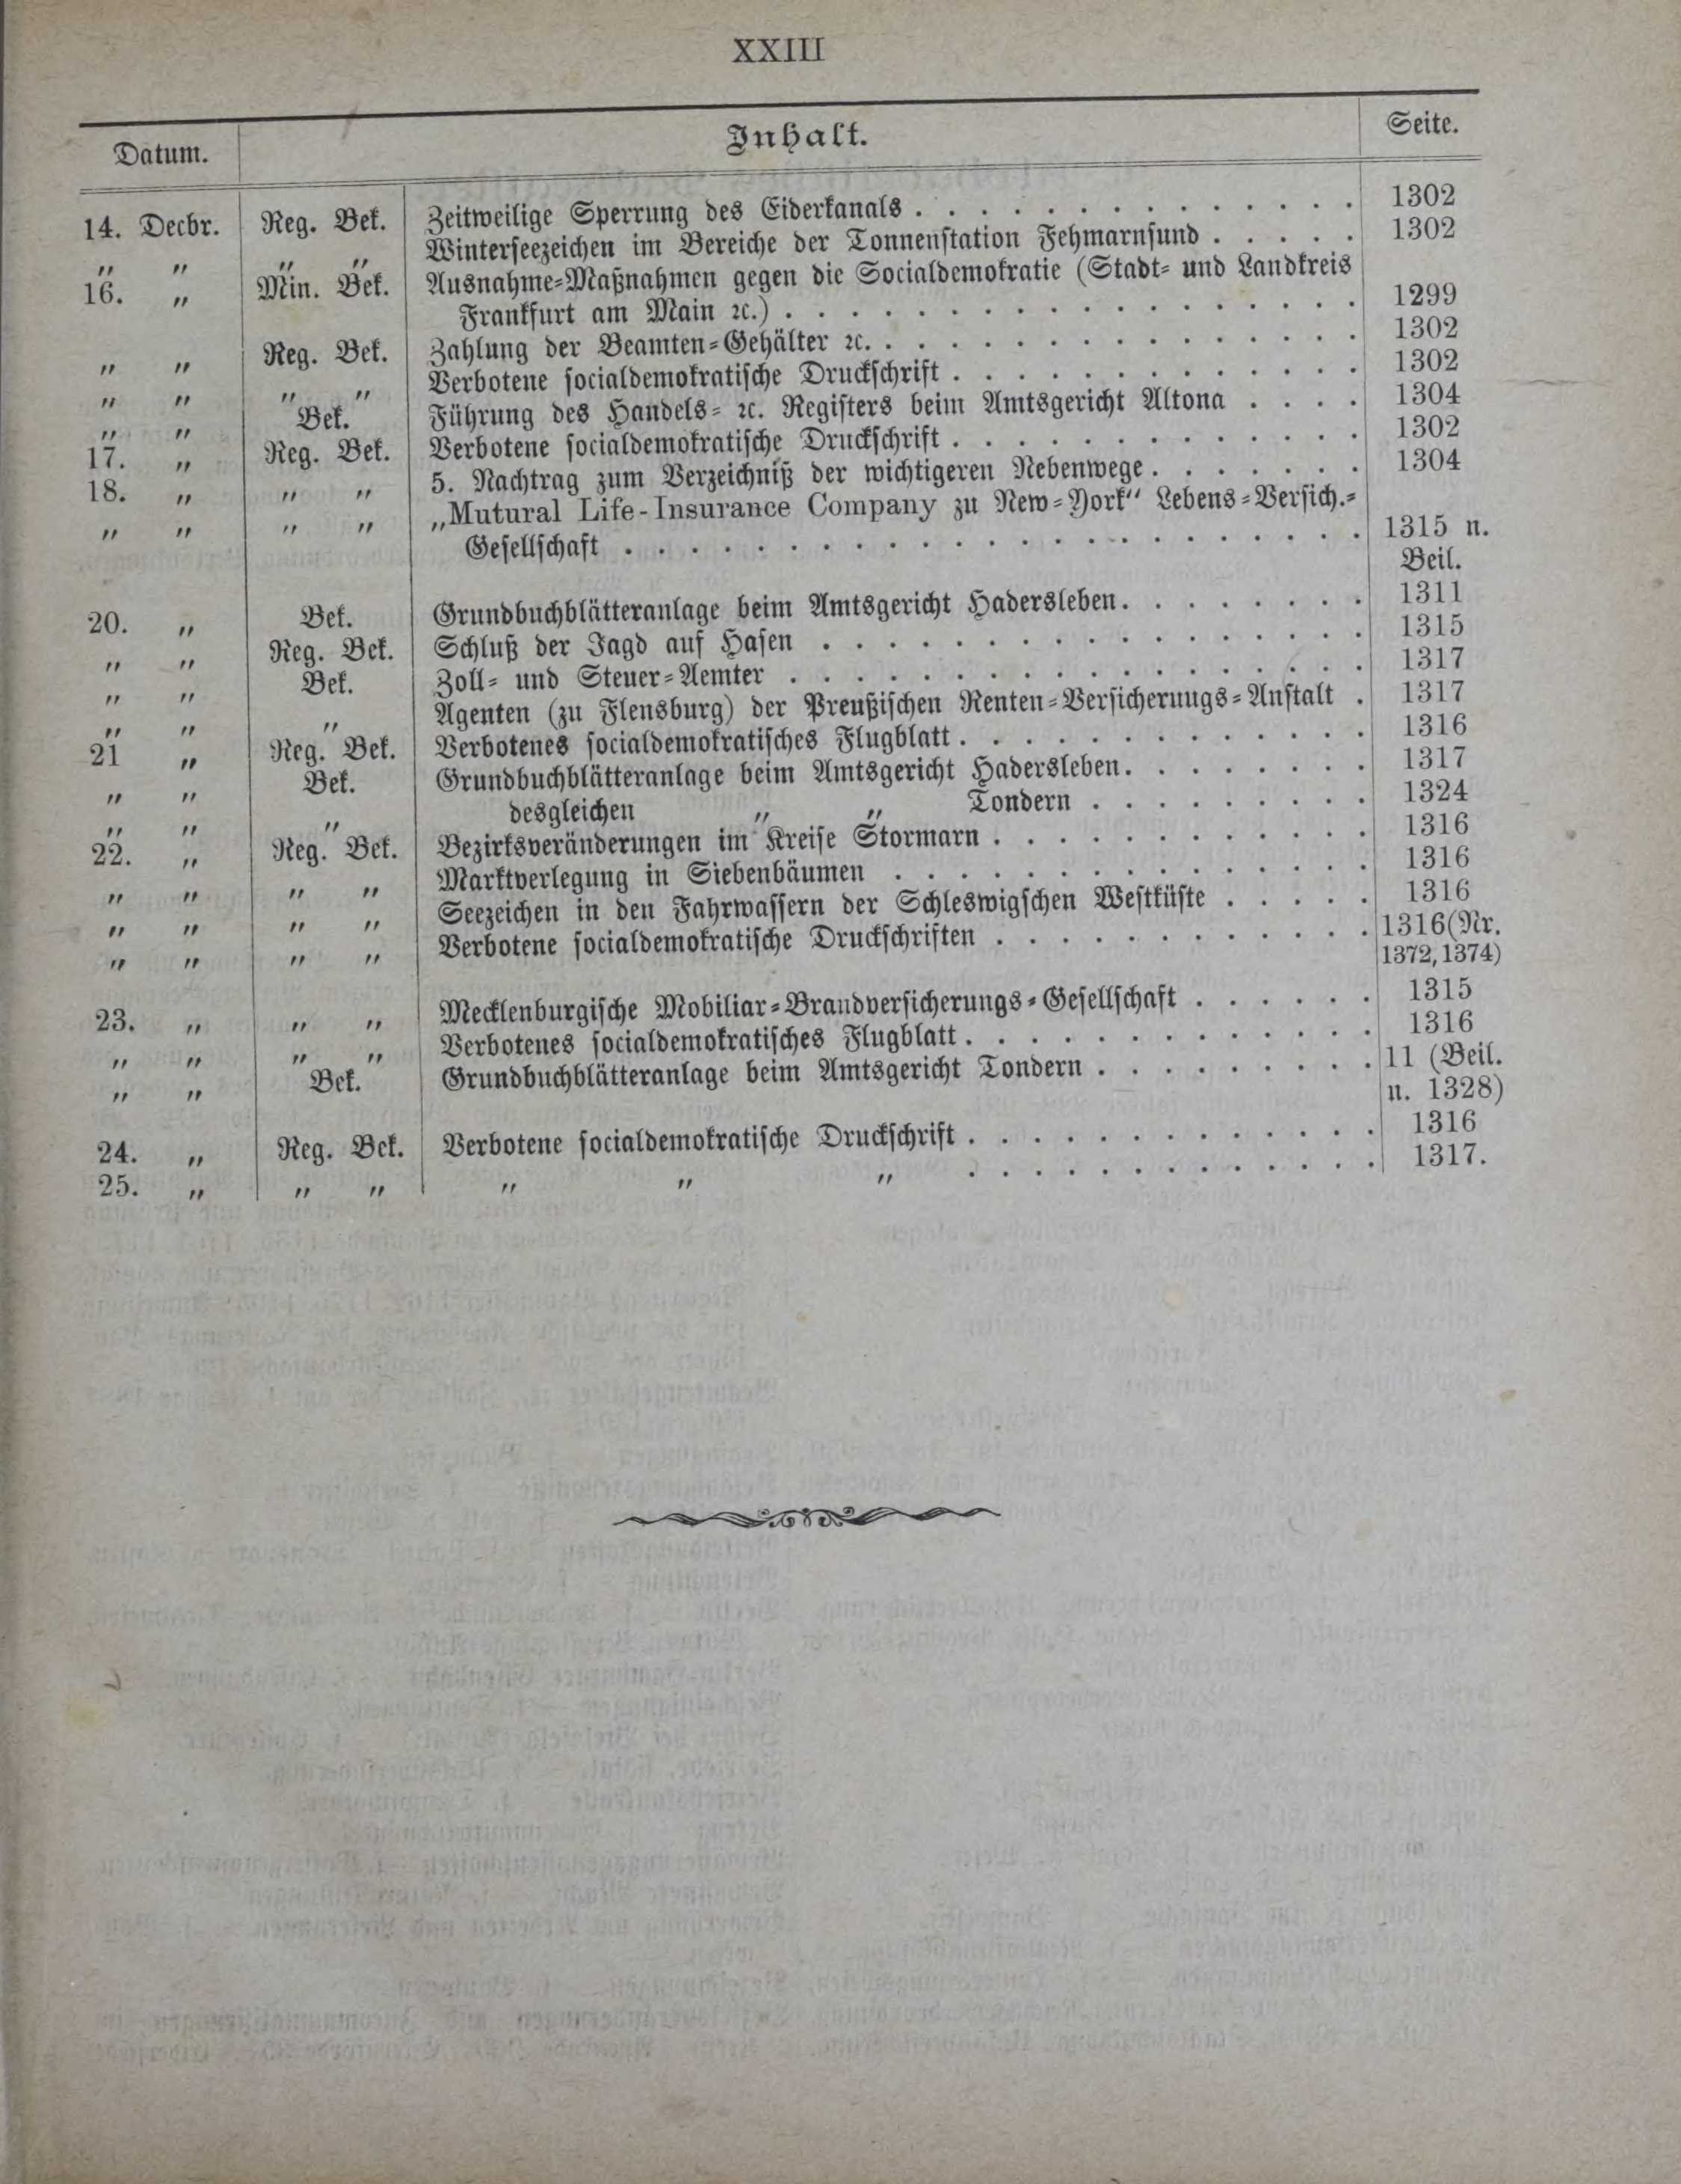 XXIII
Datum. Inhalt. Seite.
14. Decbr. Reg. Bek. Zeitweilige Sperrung des Eiderkanals . . . . . . . . . . . . . . 1302
" " " " Winterseezeichen im Bereiche der Tonnenstation Fehmarnsund . . . . . 1302
16. " Min. Bek. Ausnahme-Maßnahmen gegen die Socialdemokratie (Stadt- und Landkreis
Frankfurt am Main ꝛc.) . . . . . . . . . . . . . . . . . . 1299
" " Reg. Bek. Zahlung der Beamten-Gehälter ꝛc. . . . . . . . . . . . . . . . 1302
" " " " Verbotene socialdemokratische Druckschrift . . . . . . . . . . . . . 1302
" " Bek. Führung des Handels- ꝛc. Registers beim Amtsgericht Altona . . . . 1304
17. " Reg. Bek. Verbotene socialdemokratische Druckschrift . . . . . . . . . . . . . 1302
18. " " " 5. Nachtrag zum Verzeichniß der wichtigeren Nebenwege . . . . . . . 1304
" " " " „Mutural Life-Insurance Company zu New-York“ Lebens-Versich.-
Gesellschaft . . . . . . . . . . . . . . . . . . . . . . . 1315 n.
Beil.
20. " Bek. Grundbuchblätteranlage beim Amtsgericht Hadersleben. . . . . . . . 1311
" " Reg. Bek. Schluß der Jagd auf Hasen . . . . . . . . . . . . . . . . . 1315
" " Bek. Zoll- und Steuer-Aemter . . . . . . . . . . . . . . . . . . 1317
" " " Agenten (zu Flensburg) der Preußischen Renten-Versicherungs-Anstalt . 1317
21 " Reg. Bek. Verbotenes socialdemokratisches Flugblatt . . . . . . . . . . . . . 1316
" " Bek. Grundbuchblätteranlage beim Amtsgericht Hadersleben. . . . . . . . 1317
" " " desgleichen " " Tondern . . . . . . . . . 1324
22. " Reg. Bek. Bezirksveränderungen im Kreise Stormarn . . . . . . . . . . . . 1316
" " " " Marktverlegung in Siebenbäumen . . . . . . . . . . . . . . . 1316
" " " " Seezeichen in den Fahrwassern der Schleswigschen Westküste . . . . . 1316
" " " " Verbotene socialdemokratische Druckschriften . . . . . . . . . . . . 1316(Nr.
1372,1374)
23. " " " Mecklenburgische Mobiliar-Brandversicherungs-Gesellschaft . . . . . . 1315
" " " " Verbotenes socialdemokratisches Flugblatt . . . . . . . . . . . . . 1316
" " Bek. Grundbuchblätteranlage beim Amtsgericht Tondern . . . . . . . . . 11 (Beil.
n. 1328)
24. " Reg. Bek. Verbotene socialdemokratische Druckschrift . . . . . . . . . . . . . 1316
25. " " " " " " . . . . . . . . . . . . . 1317.